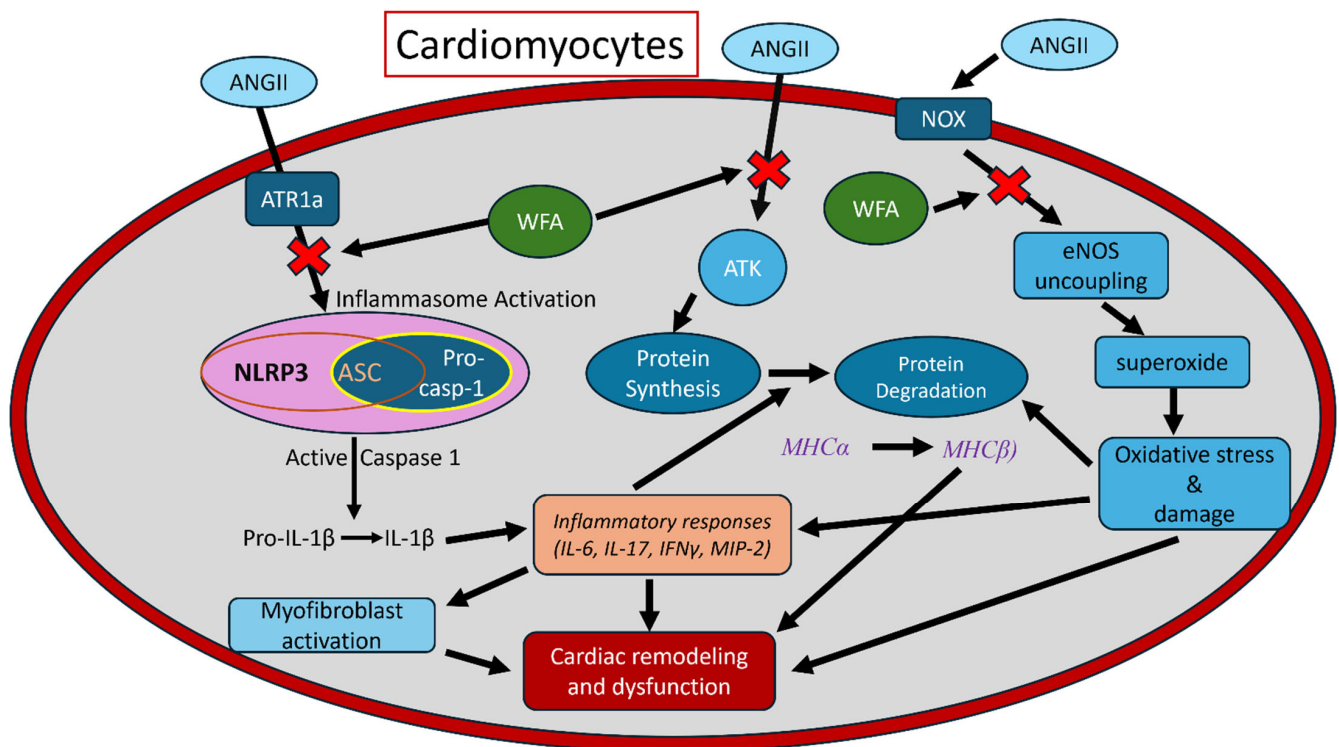 Cardiomyocytes
ANGII
ANGII
ANGII
NOX
ATR1a
WFA
WFA
ATK
eNOS
uncoupling
Inflammasome Activation
NLRP3
ASC
Pro-
casp-1
Protein
Synthesis
Protein
Degradation
superoxide
MHCα
MHCβ)
Active Caspase 1
Oxidative stress
&
damage
Pro-IL-1β
IL-1β
Inflammatory responses
(IL-6, IL-17, IFNγ, MIP-2)
Myofibroblast
activation
Cardiac remodeling
and dysfunction